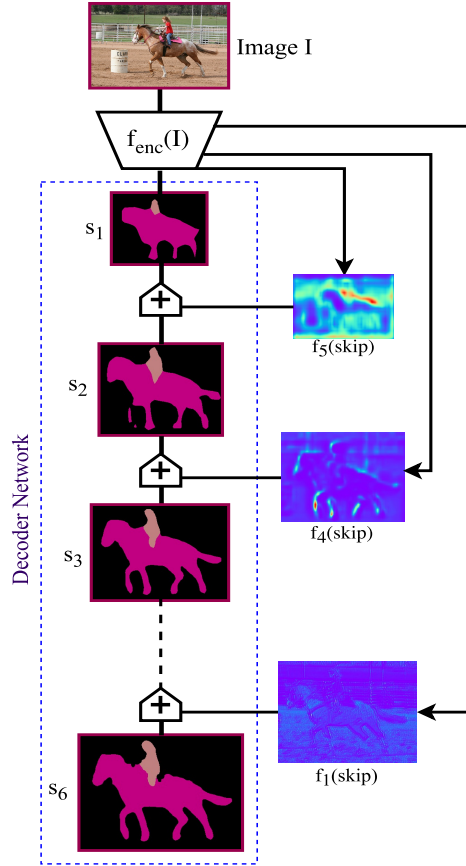 Image I
f_enc(I)
s_1
f_5(skip)
s_2
f_4(skip)
s_3
Decoder Network
f_1(skip)
s_6